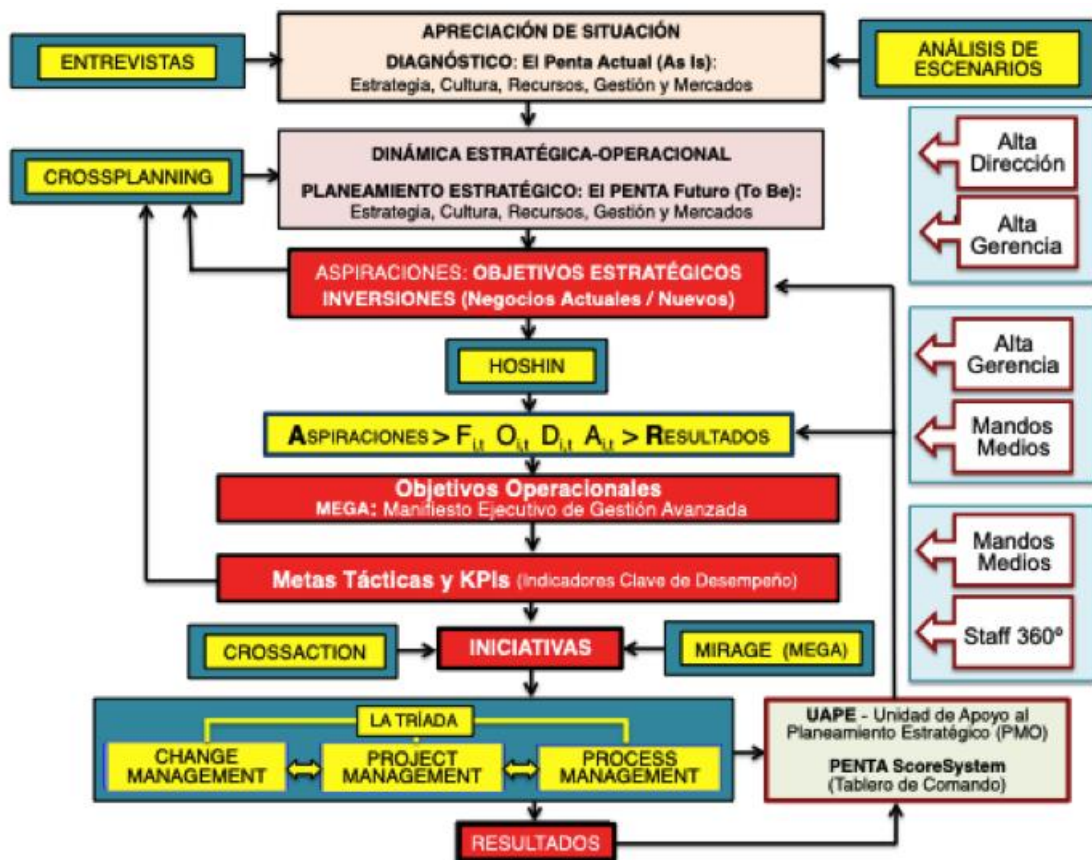 APRECIACIÓN DE SITUACIÓN
DIAGNÓSTICO: El Penta Actual (As Is):
Estrategia, Cultura, Recursos, Gestión y Mercados
ENTREVISTAS
ANÁLISIS DE
ESCENARIOS
DINÁMICA ESTRATÉGICA-OPERACIONAL
PLANEAMIENTO ESTRATÉGICO: El PENTA Futuro (To Be):
Estrategia, Cultura, Recursos, Gestión y Mercados
CROSSPLANNING
Alta
Dirección
Alta
Gerencia
ASPIRACIONES: OBJETIVOS ESTRATÉGICOS
INVERSIONES (Negocios Actuales / Nuevos)
HOSHIN
Alta
Gerencia
Mandos
Medios
ASPIRACIONES > Fi,t Oi,t Di,t Ai,t > RESULTADOS
Objetivos Operacionales
MEGA: Manifiesto Ejecutivo de Gestión Avanzada
Metas Tácticas y KPIs (Indicadores Clave de Desempeño)
Mandos
Medios
Staff 360º
CROSSACTION
INICIATIVAS
MIRAGE (MEGA)
LA TRÍADA
CHANGE
MANAGEMENT
PROJECT
MANAGEMENT
PROCESS
MANAGEMENT
UAPE - Unidad de Apoyo al
Planeamiento Estratégico (PMO)
PENTA ScoreSystem
(Tablero de Comando)
RESULTADOS